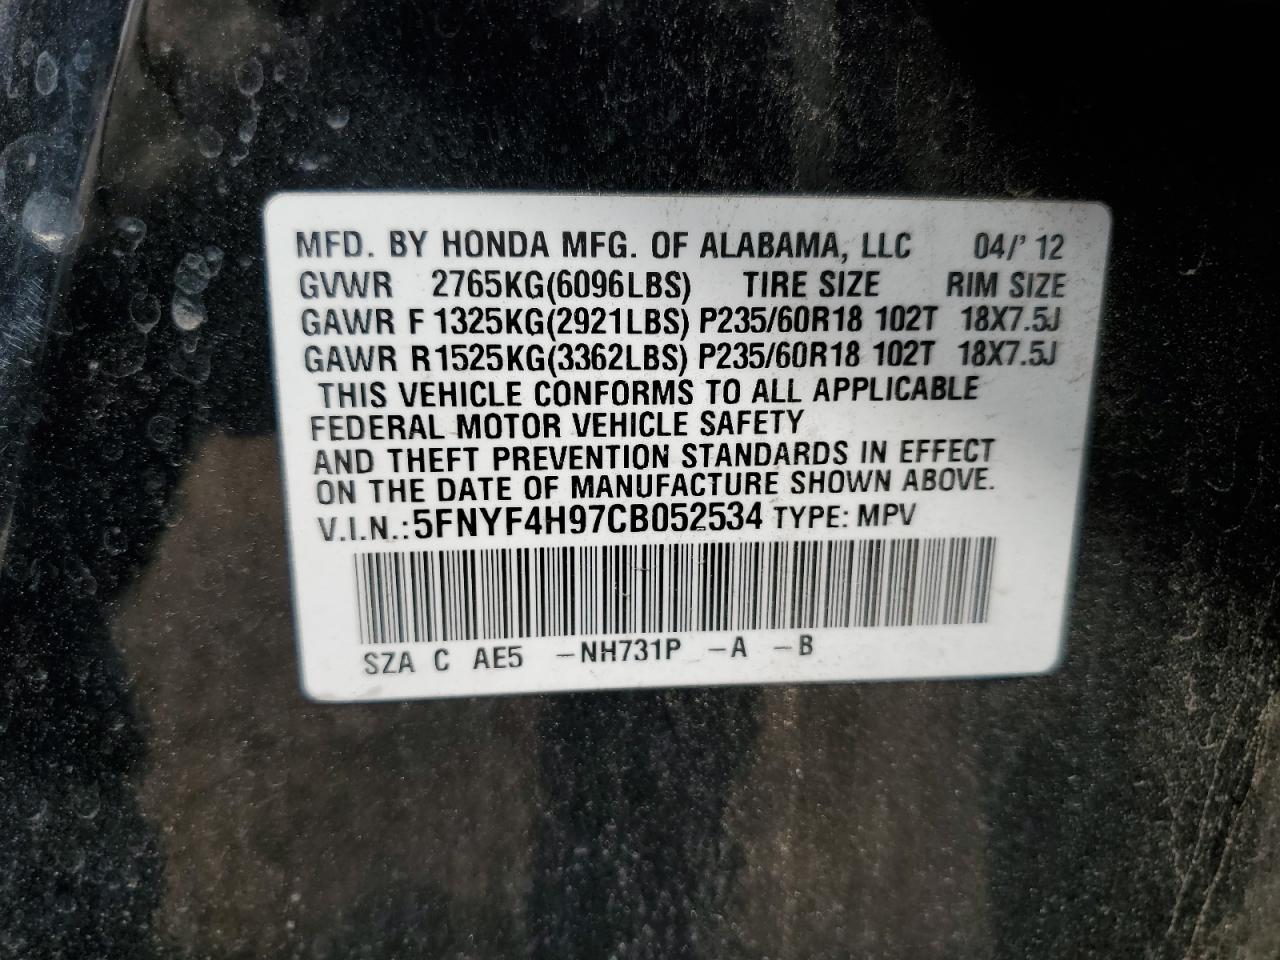 MFD. BY HONDA MFG. OF ALABAMA, LLC 04/' 12
GVWR 2765KG(6096LBS) TIRE SIZE RIM SIZE
GAWR F 1325KG(2921LBS) P235/60R18 102T 18X7.5J
GAWR R1525KG(3362LBS) P235/60R18 102T 18X7.5J
THIS VEHICLE CONFORMS TO ALL APPLICABLE
FEDERAL MOTOR VEHICLE SAFETY
AND THEFT PREVENTION STANDARDS IN EFFECT
ON THE DATE OF MANUFACTURE SHOWN ABOVE.
V.I.N.: 5FNYF4H97CB052534 TYPE: MPV
SZA C AE5 -NH731P -A -B